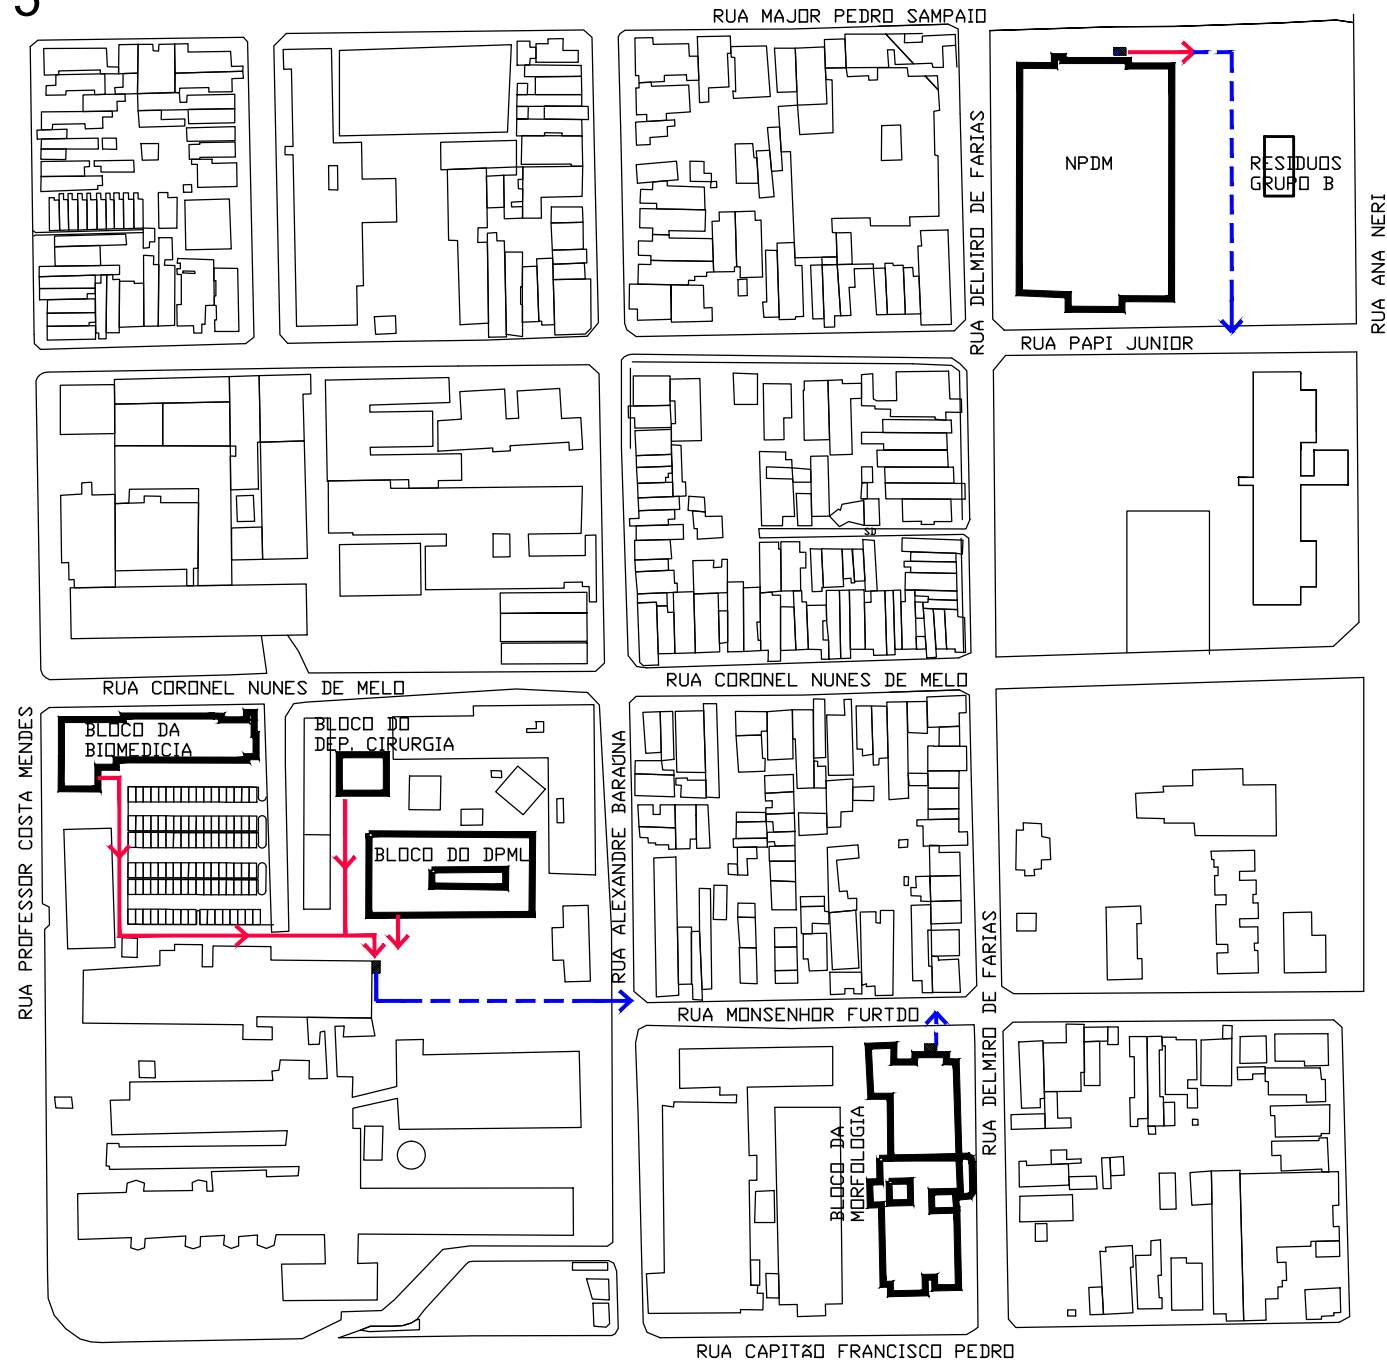 RUA MAJOR PEDRO SAMPAIO
RUA DELMIRO DE FARIAS
NPDM
RESIDUOS
GRUPO B
RUA ANA NERI
RUA PAPI JUNIOR
SD
RUA CORONEL NUNES DE MELO
RUA CORONEL NUNES DE MELO
RUA PROFESSOR COSTA MENDES
BLOCO DA
BIOMEDICIA
BLOCO DO
DEP. CIRURGIA
BLOCO DO DPML
RUA ALEXANDRE BARAÚNA
RUA MONSENHOR FURTDO
RUA DELMIRO DE FARIAS
BLOCO DA
MORFOLOGIA
RUA CAPITÃO FRANCISCO PEDRO